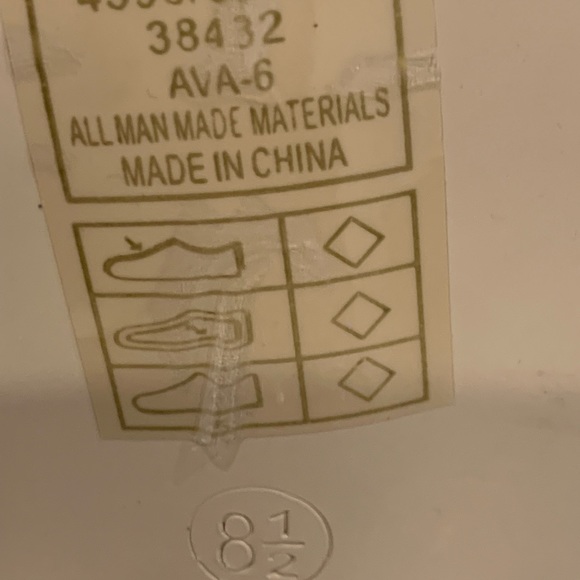 38432
AVA-6
ALL MAN MADE MATERIALS
MADE IN CHINA
8 1/2